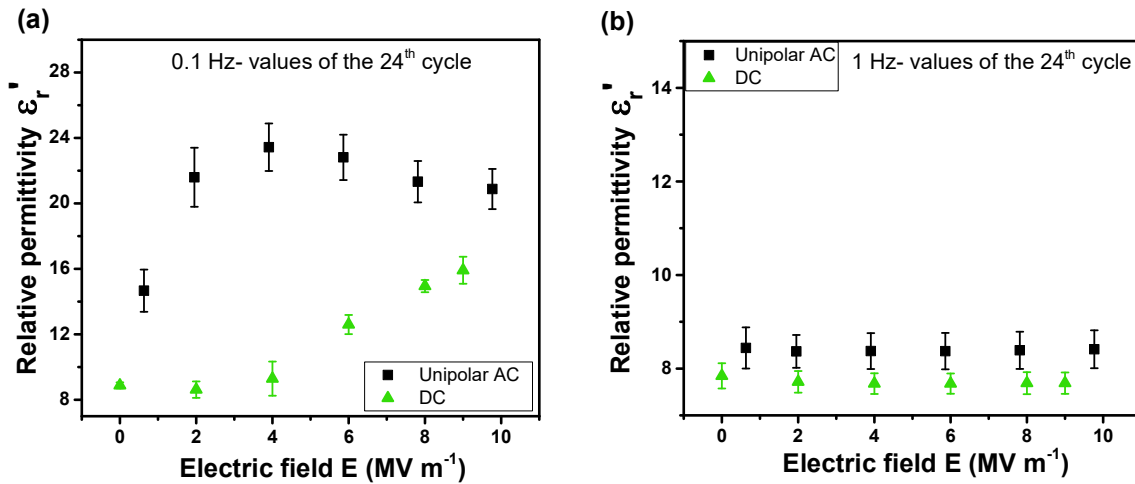 (a)
0.1 Hz- values of the 24th cycle
Relative permittivity εr'
28
24
20
16
12
8
Unipolar AC
DC
0 2 4 6 8 10
Electric field E (MV m-1)
(b)
Unipolar AC
DC
1 Hz- values of the 24th cycle
Relative permittivity εr'
14
12
10
8
0 2 4 6 8 10
Electric field E (MV m-1)